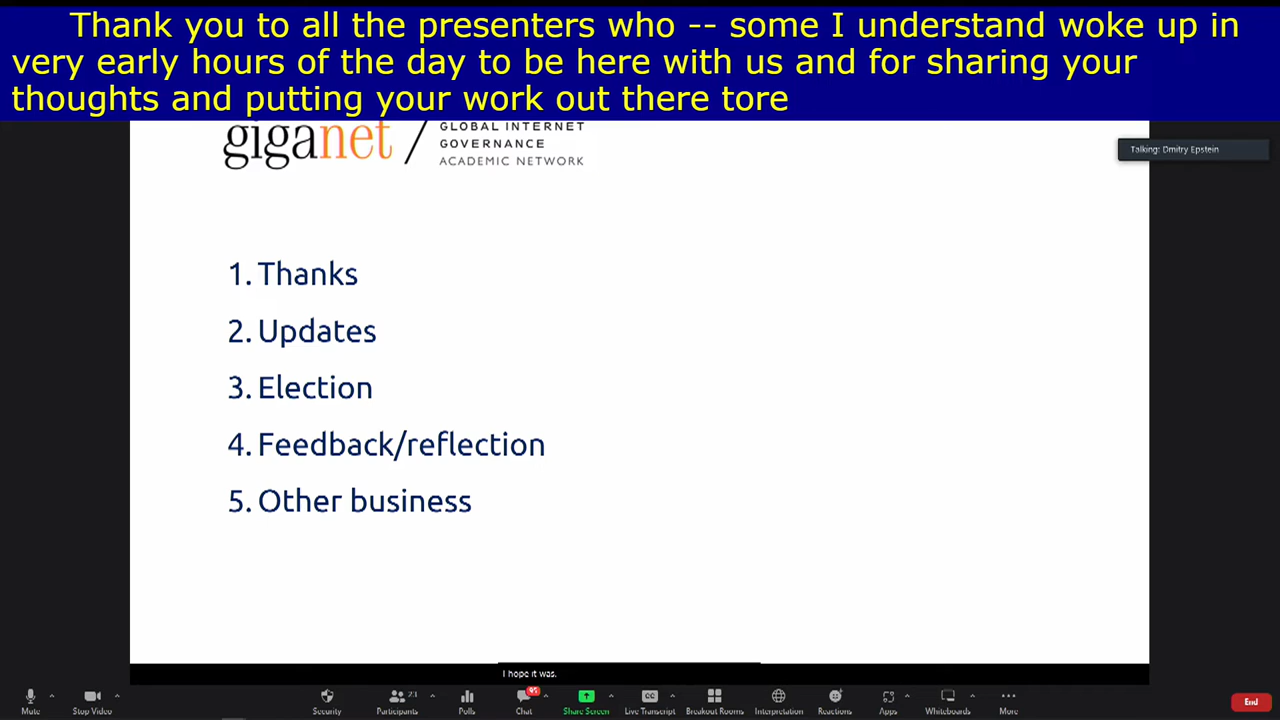 Thank you to all the presenters who -- some I understand woke up in
very early hours of the day to be here with us and for sharing your
thoughts and putting your work out there tore
giganet / GLOBAL INTERNET
GOVERNANCE
ACADEMIC NETWORK
Talking: Dmitry Epstein
1. Thanks
2. Updates
3. Election
4. Feedback/reflection
5. Other business
I hope it was.
Mute
Stop Video
Security
Participants 23
Polls
Chat
Share Screen
Live Transcript
Breakout Rooms
Interpretation
Reactions
Apps
Whiteboards
More
End